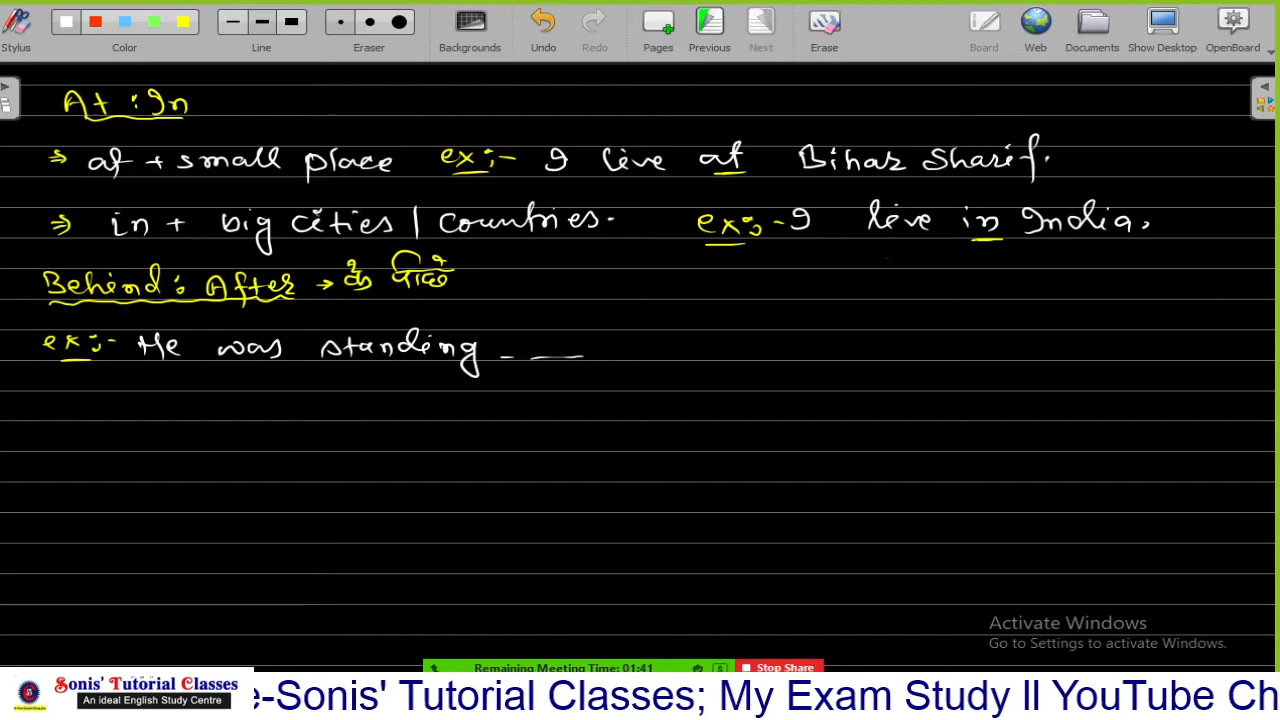 Stylus
Color
Line
Eraser
Backgrounds
Undo
Redo
Pages
Previous
Next
Erase
Board
Web
Documents
Show Desktop
OpenBoard
At : In
⇒ at + small place ex:- I live at Bihar Sharif.
⇒ in + big cities | countries. ex:- I live in India.
Behind : After → के पीछे
ex:- He was standing - __
Activate Windows
Go to Settings to activate Windows.
Remaining Meeting Time: 01:41
Stop Share
Sonis' Tutorial Classes
An ideal English Study Centre
e-Sonis' Tutorial Classes; My Exam Study II YouTube Ch